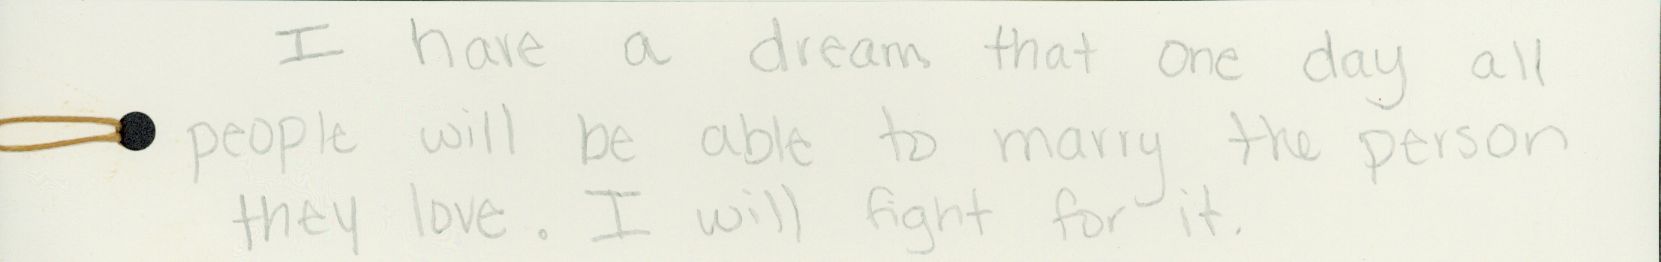 I have a dream that one day all
people will be able to marry the person
they love. I will fight for it.